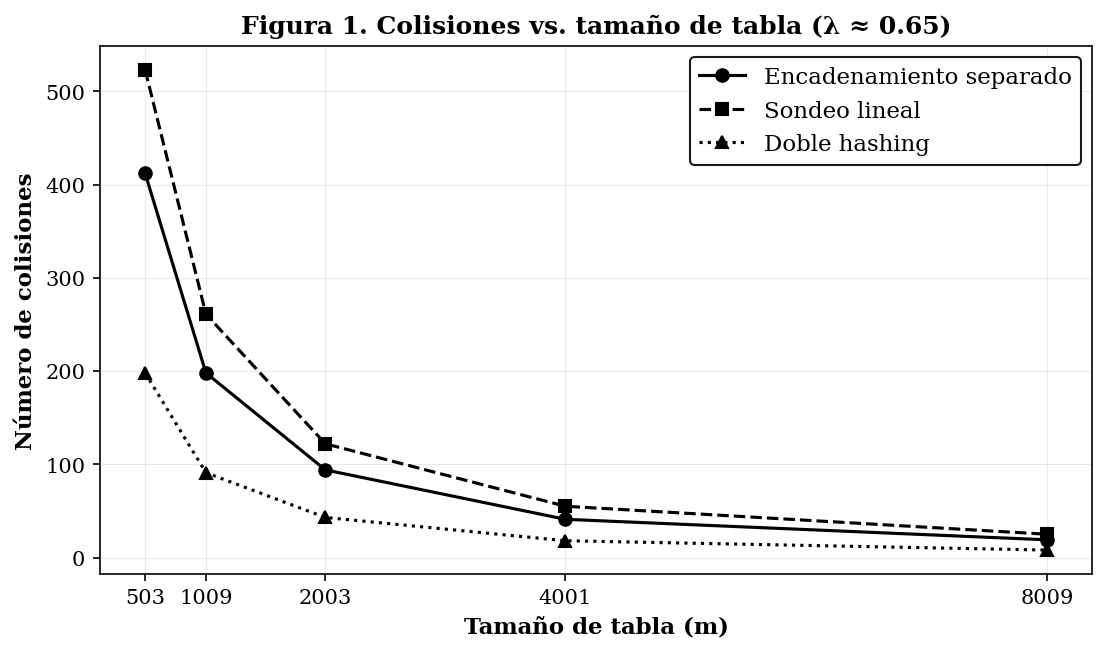 Figura 1. Colisiones vs. tamaño de tabla (λ ≈ 0.65)
Encadenamiento separado
Sondeo lineal
Doble hashing
Número de colisiones
500
400
300
200
100
0
503 1009 2003 4001 8009
Tamaño de tabla (m)